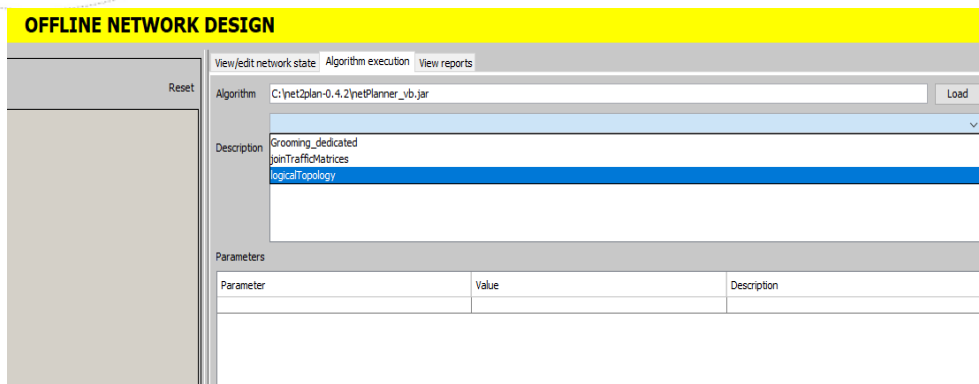 OFFLINE NETWORK DESIGN
View/edit network state Algorithm execution View reports
Reset
Algorithm C:\net2plan-0.4.2\netPlanner_vb.jar Load
Description
Grooming_dedicated
joinTrafficMatrices
logicalTopology
Parameters
Parameter Value Description